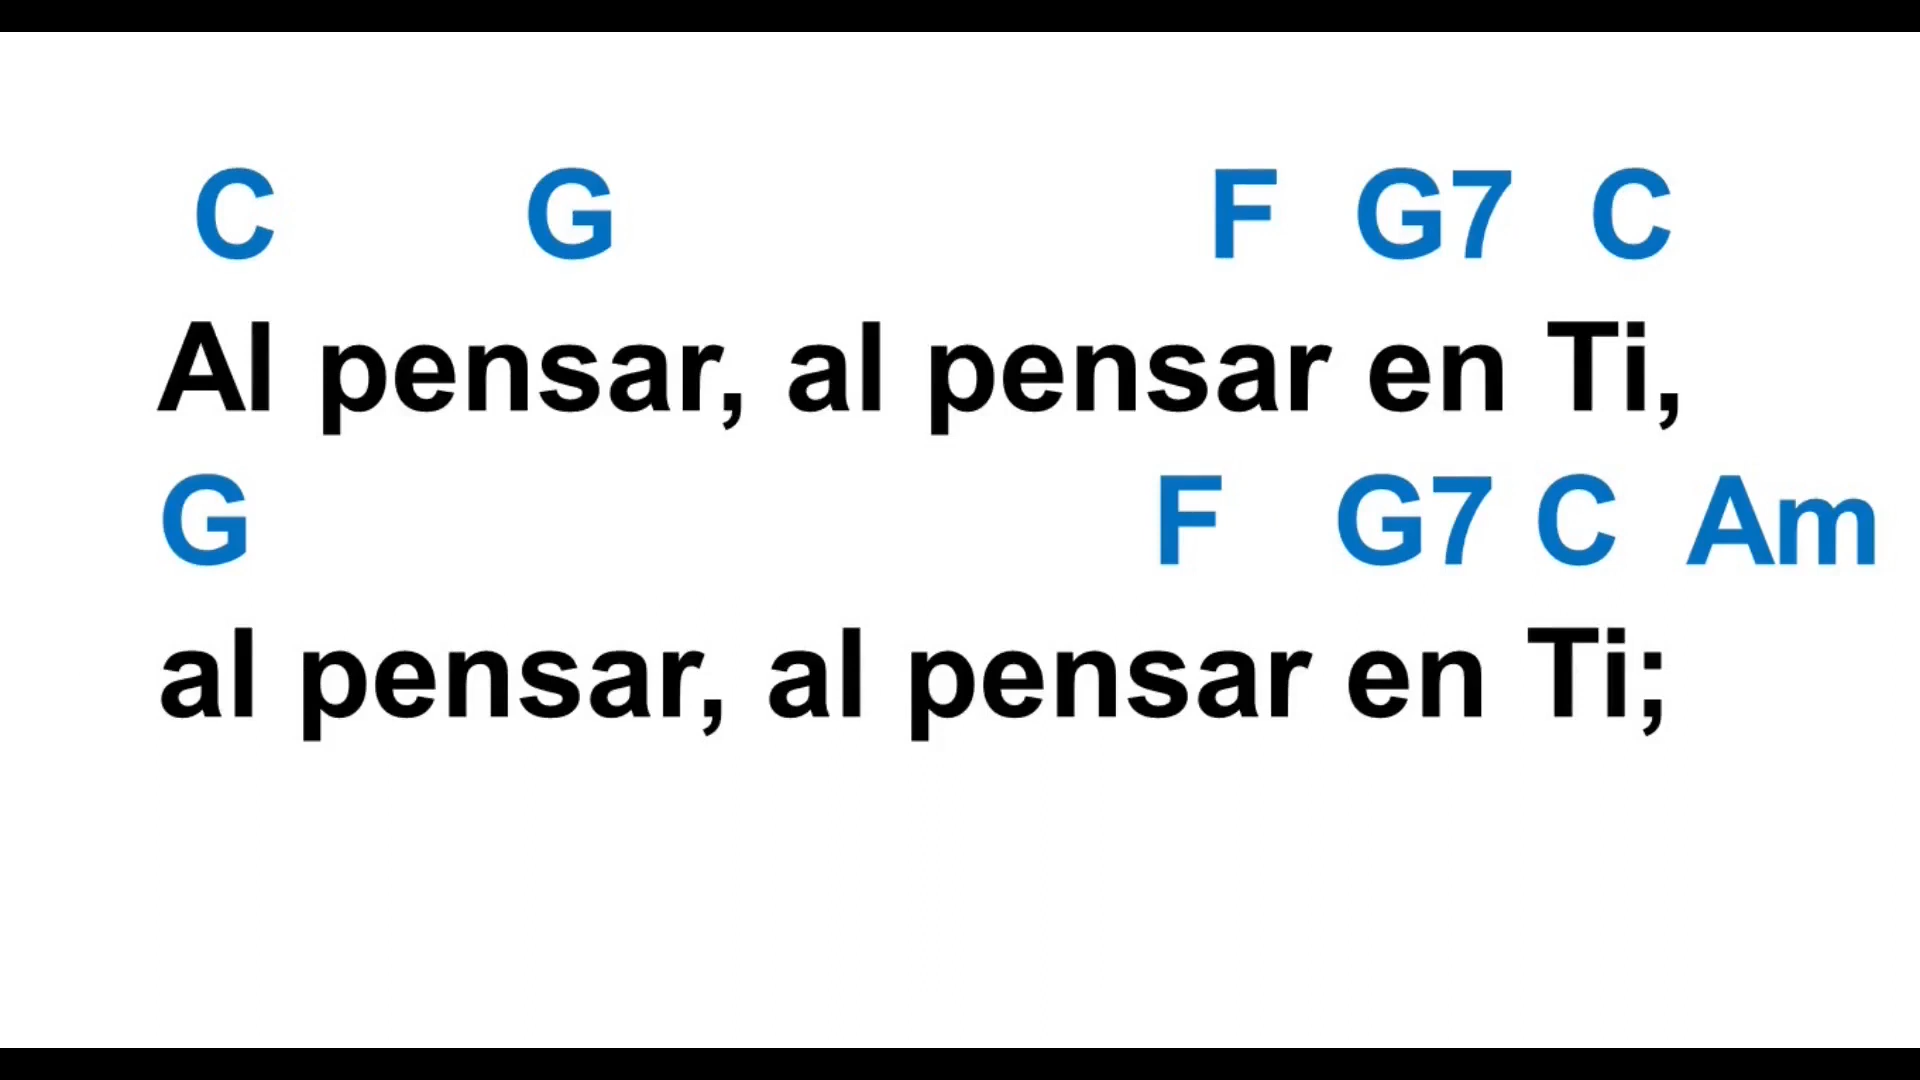 C G F G7 C
Al pensar, al pensar en Ti,
G F G7 C Am
al pensar, al pensar en Ti;